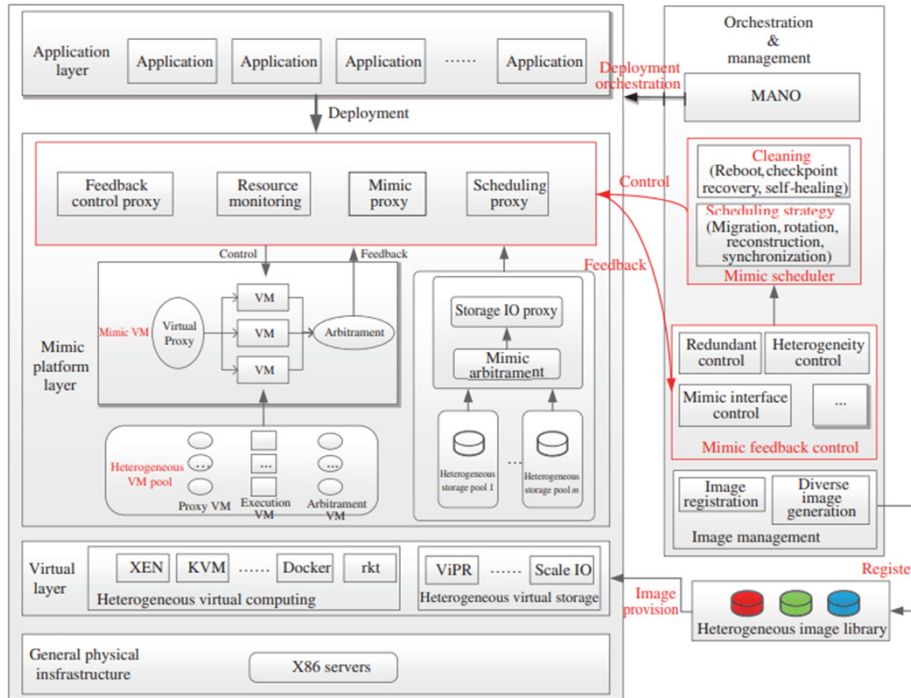 Application
layer
Application
Application
Application
......
Application
Deployment
Feedback
control proxy
Resource
monitoring
Mimic
proxy
Scheduling
proxy
Control
Feedback
Mimic
platform
layer
Mimic VM
Virtual
Proxy
VM
VM
VM
Arbitrament
Heterogeneous
VM pool
...
Proxy VM
...
Execution
VM
...
Arbitrament
VM
Storage IO proxy
Mimic
arbitrament
Heterogeneous
storage pool 1
...
Heterogeneous
storage pool m
Virtual
layer
XEN
KVM
......
Docker
rkt
Heterogeneous virtual computing
ViPR
......
Scale IO
Heterogeneous virtual storage
General physical
insfrastructure
X86 servers
Orchestration
&
management
MANO
Deployment
orchestration
Cleaning
(Reboot,checkpoint
recovery, self-healing)
Scheduling strategy
(Migration, rotation,
reconstruction,
synchronization)
Mimic scheduler
Control
Feedback
Redundant
control
Heterogeneity
control
Mimic interface
control
...
Mimic feedback control
Image
registration
Diverse
image
generation
Image management
Register
Image
provision
Heterogeneous image library